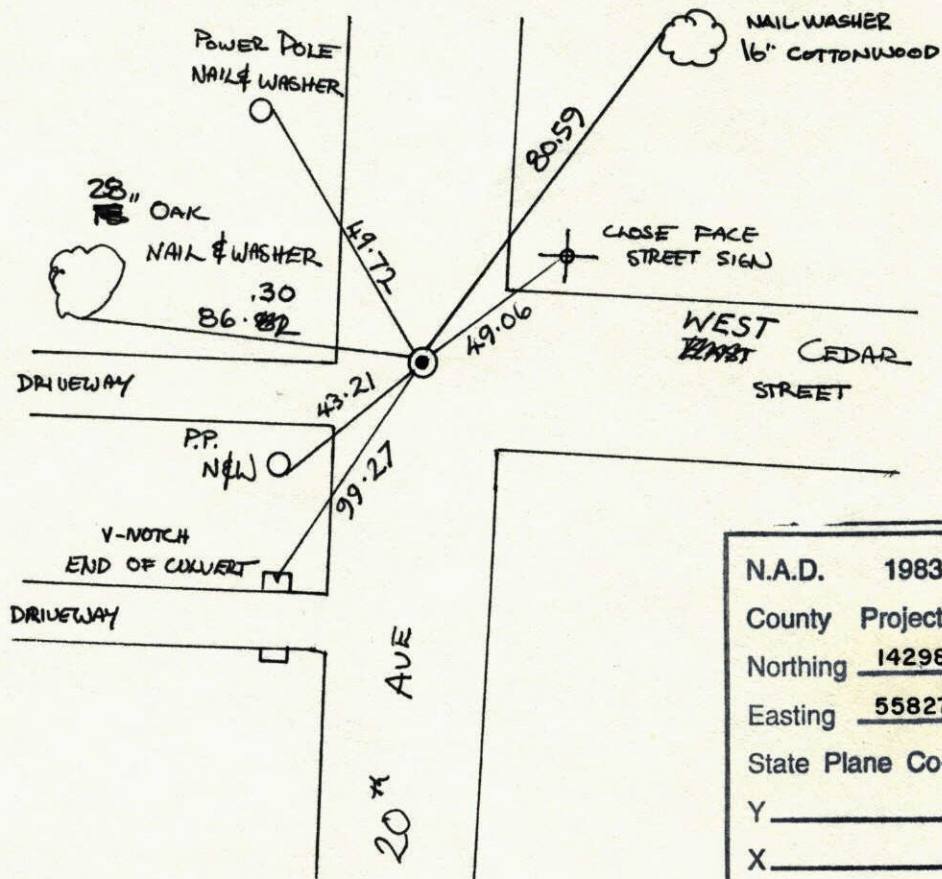 POWER POLE
NAIL & WASHER
NAIL WASHER
16" COTTONWOOD
80.59
28" OAK
NAIL & WASHER
49.72
.30
86.
CLOSE FACE
STREET SIGN
49.06
WEST CEDAR
STREET
DRIVEWAY
43.21
P.P.
N&W
99.27
V-NOTCH
END OF CULVERT
DRIVEWAY
20th AVE
N.A.D. 1983
County Project
Northing 14298
Easting 55827
State Plane Co
Y
X